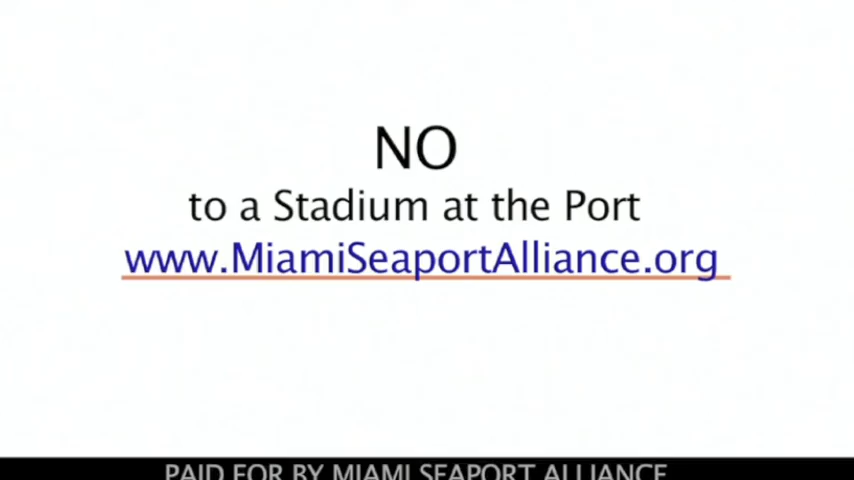 NO
to a Stadium at the Port
www.MiamiSeaportAlliance.org
PAID FOR BY MIAMI SEAPORT ALLIANCE